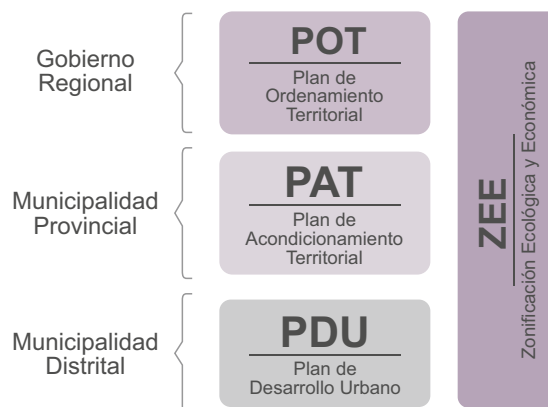 Gobierno
Regional
POT
Plan de
Ordenamiento
Territorial
Municipalidad
Provincial
PAT
Plan de
Acondicionamiento
Territorial
Municipalidad
Distrital
PDU
Plan de
Desarrollo Urbano
ZEE
Zonificación Ecológica y Económica